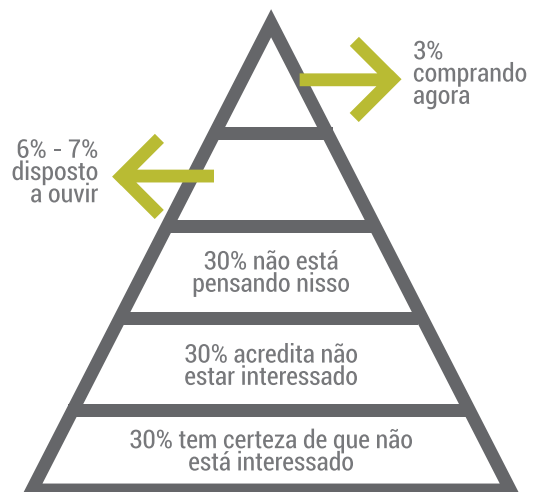 3%
comprando
agora
6% - 7%
disposto
a ouvir
30% não está
pensando nisso
30% acredita não
estar interessado
30% tem certeza de que não
está interessado